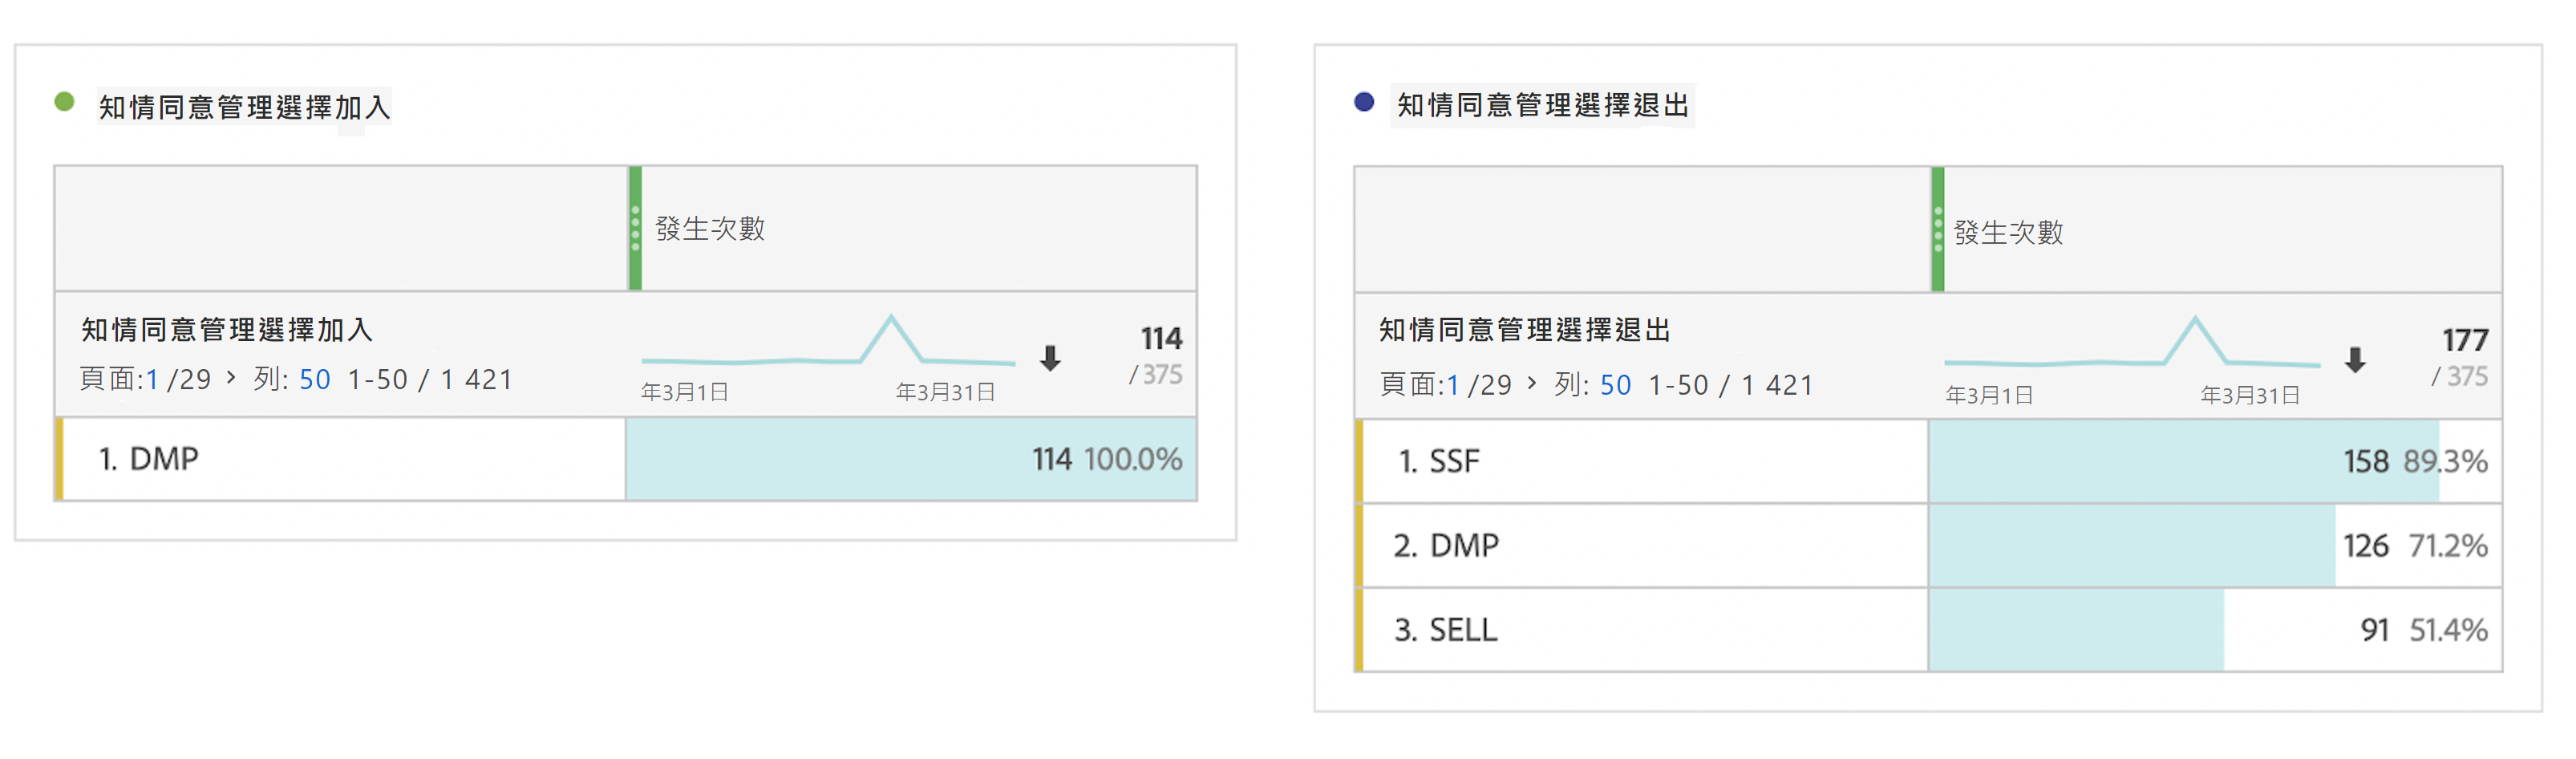 知情同意管理選擇加入
發生次數
知情同意管理選擇加入
頁面:1 /29 › 列: 50 1-50 / 1 421
年3月1日
年3月31日
114
/ 375
1. DMP
114 100.0%
知情同意管理選擇退出
發生次數
知情同意管理選擇退出
頁面:1 /29 › 列: 50 1-50 / 1 421
年3月1日
年3月31日
177
/ 375
1. SSF
158 89.3%
2. DMP
126 71.2%
3. SELL
91 51.4%